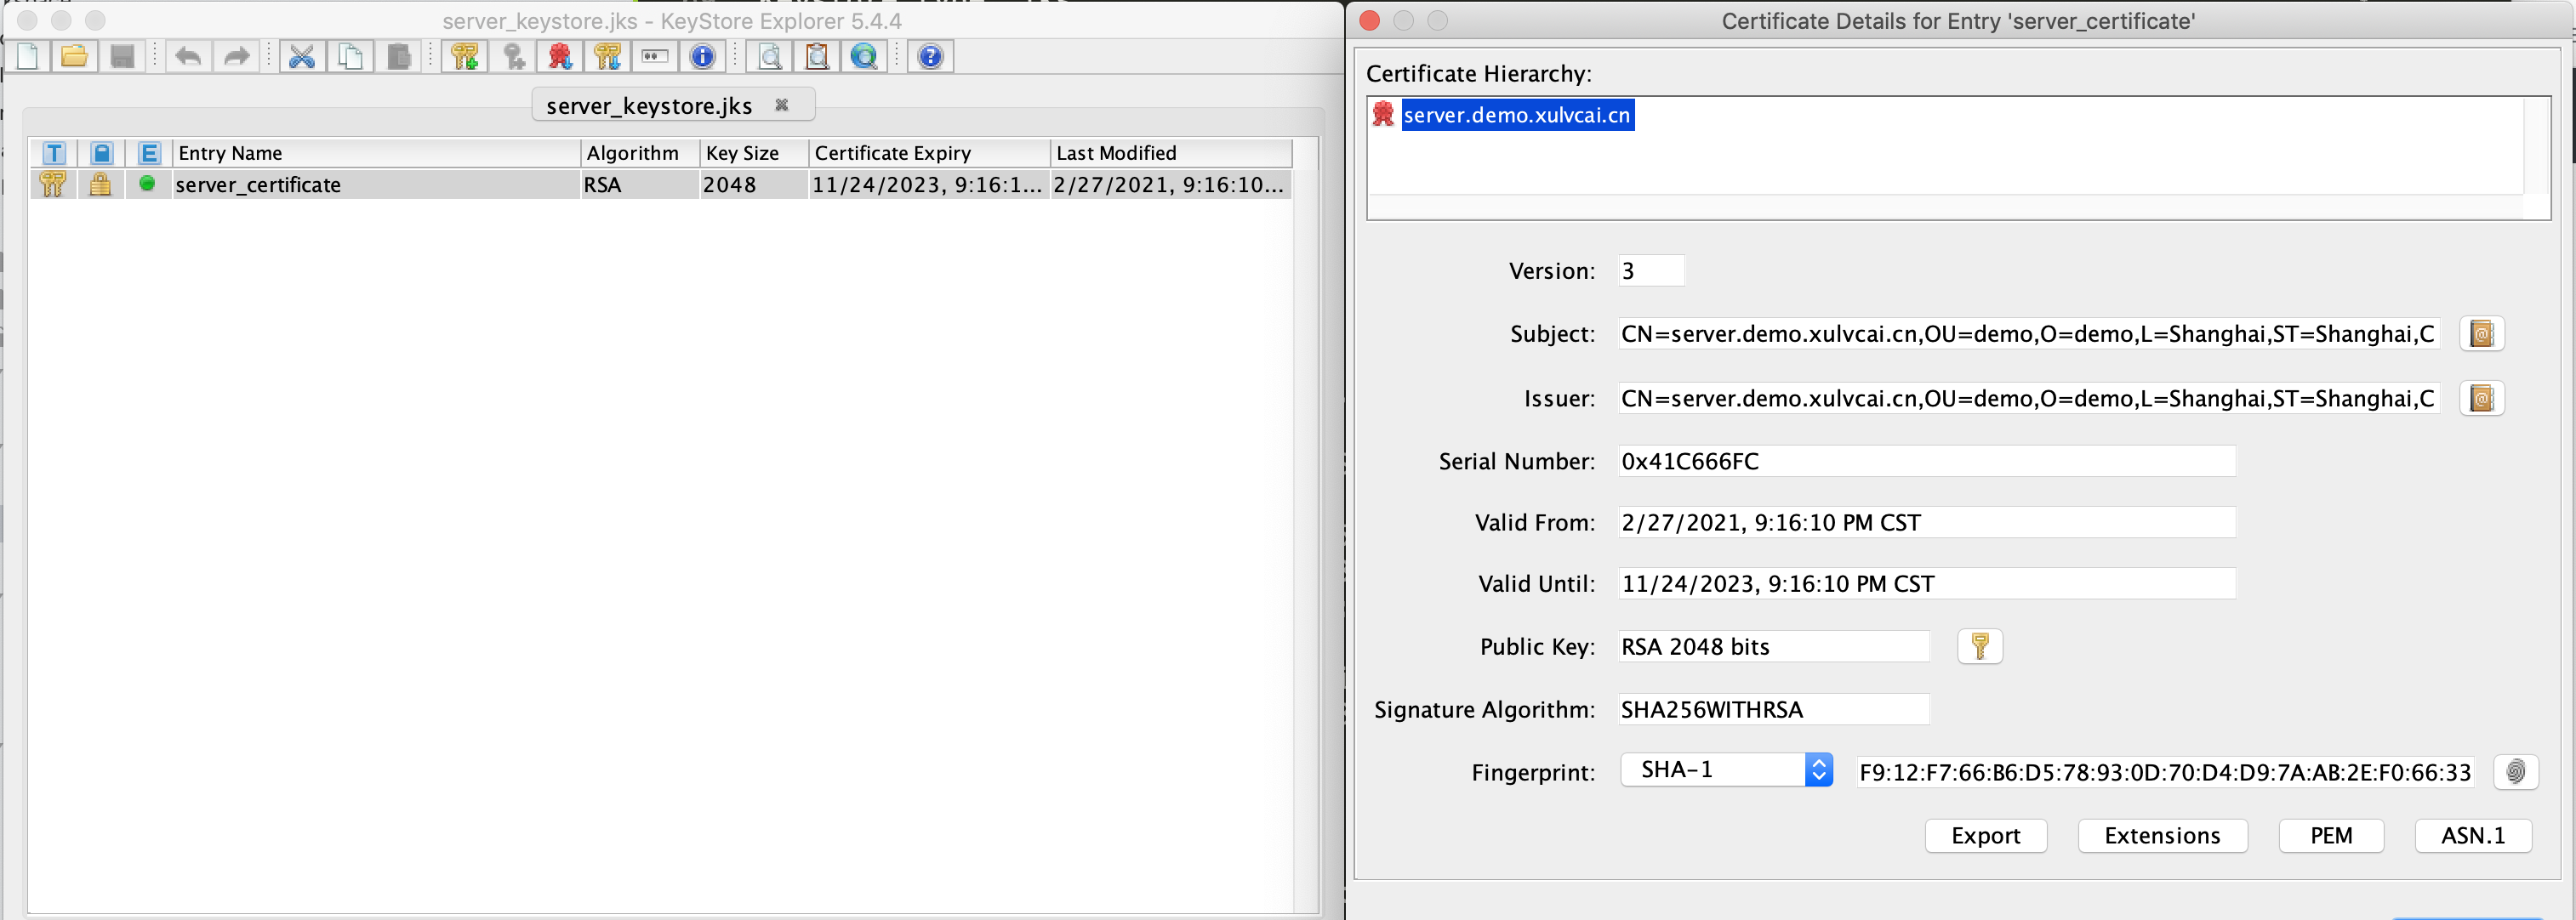 server_keystore.jks - KeyStore Explorer 5.4.4
server_keystore.jks
T E Entry Name Algorithm Key Size Certificate Expiry Last Modified
server_certificate RSA 2048 11/24/2023, 9:16:1... 2/27/2021, 9:16:10...
Certificate Details for Entry 'server_certificate'
Certificate Hierarchy:
server.demo.xulvcai.cn
Version: 3
Subject: CN=server.demo.xulvcai.cn,OU=demo,O=demo,L=Shanghai,ST=Shanghai,C
Issuer: CN=server.demo.xulvcai.cn,OU=demo,O=demo,L=Shanghai,ST=Shanghai,C
Serial Number: 0x41C666FC
Valid From: 2/27/2021, 9:16:10 PM CST
Valid Until: 11/24/2023, 9:16:10 PM CST
Public Key: RSA 2048 bits
Signature Algorithm: SHA256WITHRSA
Fingerprint: SHA-1 F9:12:F7:66:B6:D5:78:93:0D:70:D4:D9:7A:AB:2E:F0:66:33
Export Extensions PEM ASN.1